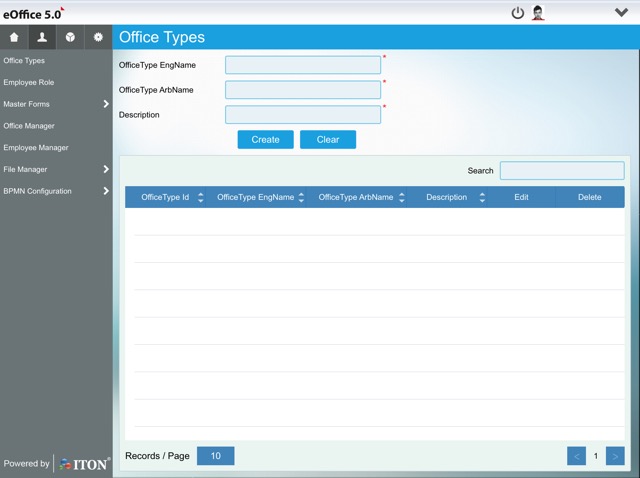 eOffice 5.0
Office Types
Office Types
Employee Role
Master Forms
Office Manager
Employee Manager
File Manager
BPMN Configuration
OfficeType EngName *
OfficeType ArbName *
Description *
Create Clear
Search
OfficeType Id OfficeType EngName OfficeType ArbName Description Edit Delete
Records / Page 10 < 1 >
Powered by ITON®